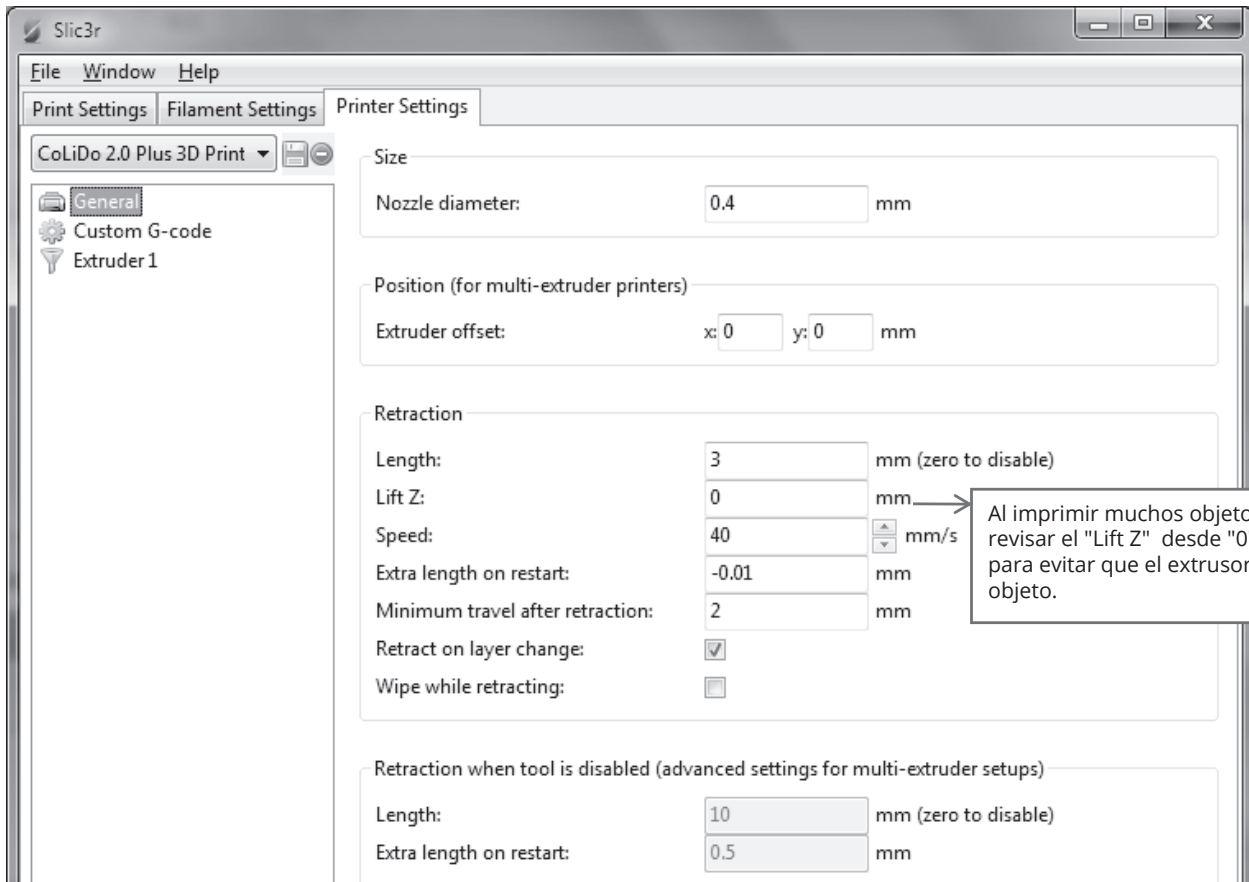 Slic3r
File Window Help
Print Settings Filament Settings Printer Settings
CoLiDo 2.0 Plus 3D Print
General
Custom G-code
Extruder 1
Size
Nozzle diameter: 0.4 mm
Position (for multi-extruder printers)
Extruder offset: x: 0 y: 0 mm
Retraction
Length: 3 mm (zero to disable)
Lift Z: 0 mm
Speed: 40 mm/s
Extra length on restart: -0.01 mm
Minimum travel after retraction: 2 mm
Retract on layer change:
Wipe while retracting:
Al imprimir muchos objeto
revisar el "Lift Z" desde "0
para evitar que el extrusor
objeto.
Retraction when tool is disabled (advanced settings for multi-extruder setups)
Length: 10 mm (zero to disable)
Extra length on restart: 0.5 mm